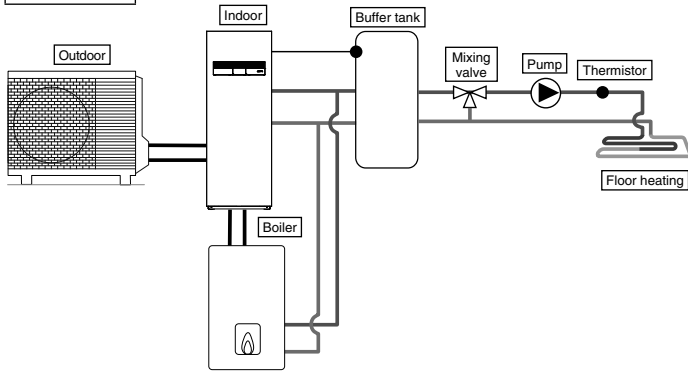 Indoor
Buffer tank
Outdoor
Mixing
valve
Pump
Thermistor
Floor heating
Boiler